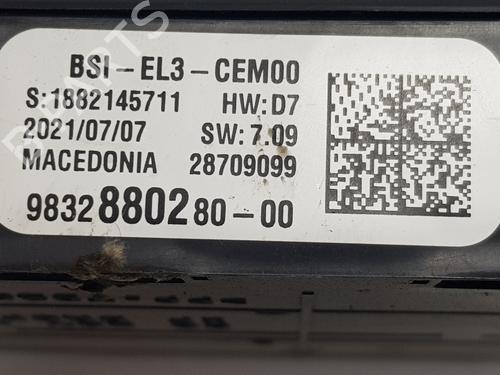 BSI-EL3-CEM00
S:1882145711 HW:D7
2021/07/07 SW:7.09
MACEDONIA 28709099
9832880280-00